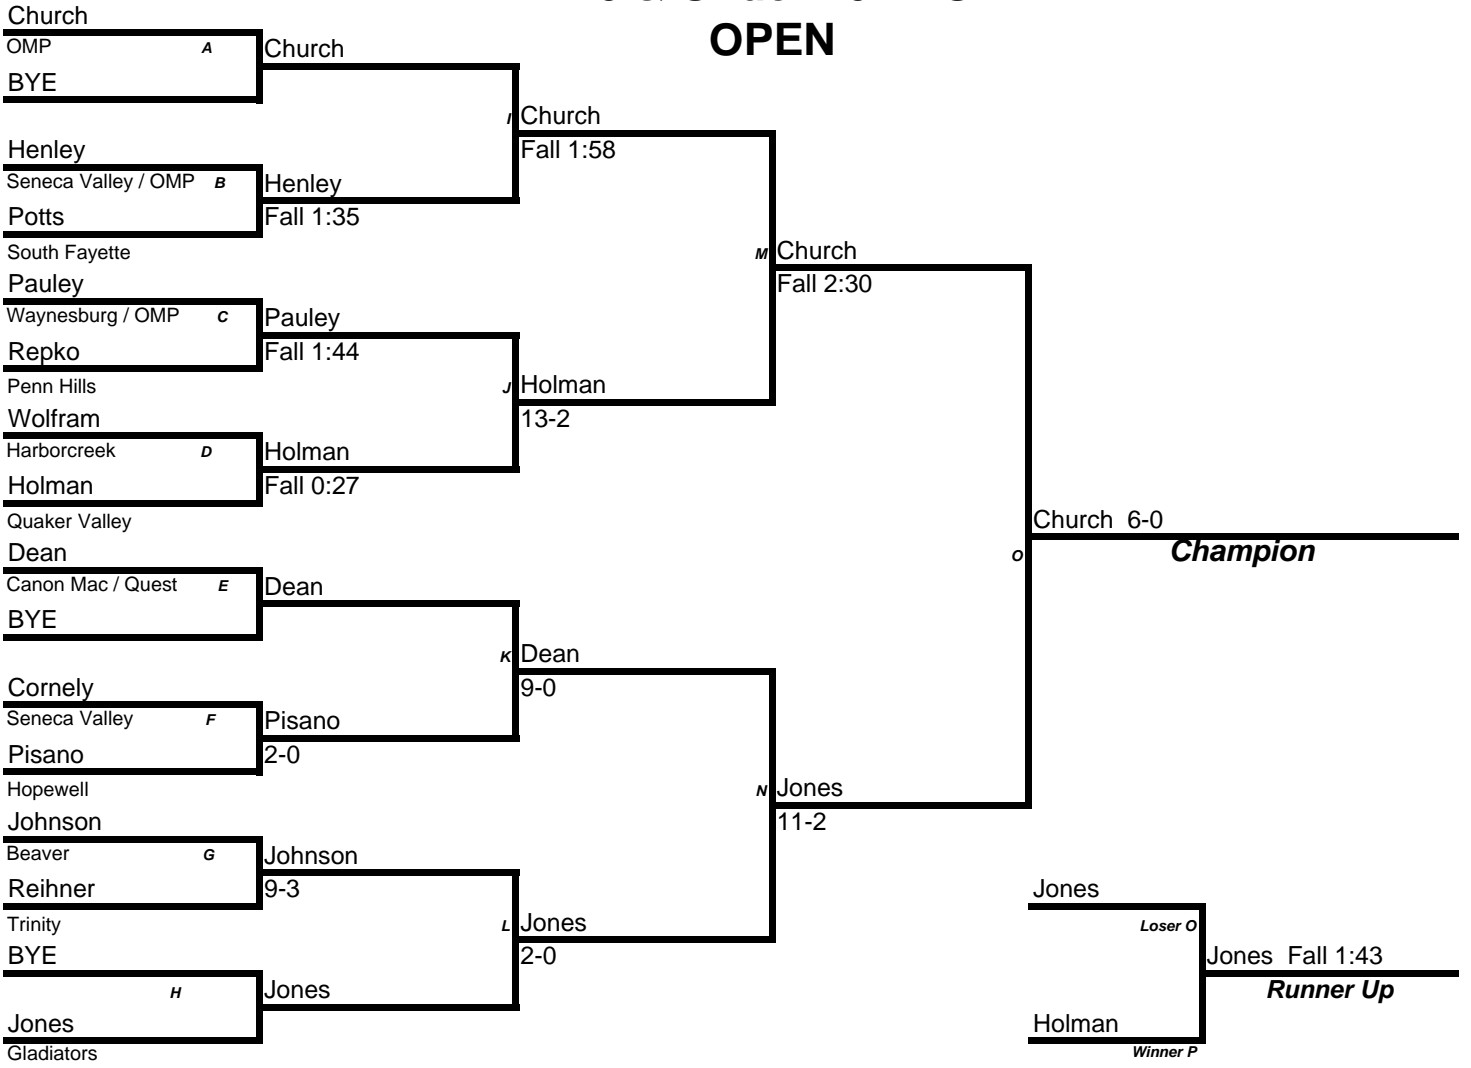 OPEN
Church
OMP A
BYE
Church
Henley
Seneca Valley / OMP B
Potts
South Fayette
Henley
Fall 1:35
I Church
Fall 1:58
Pauley
Waynesburg / OMP C
Repko
Penn Hills
Pauley
Fall 1:44
Wolfram
Harborcreek D
Holman
Quaker Valley
Holman
Fall 0:27
J Holman
13-2
M Church
Fall 2:30
Dean
Canon Mac / Quest E
BYE
Dean
Cornely
Seneca Valley F
Pisano
Hopewell
Pisano
2-0
K Dean
9-0
Johnson
Beaver G
Reihner
Trinity
Johnson
9-3
BYE
H
Jones
Gladiators
Jones
L Jones
2-0
N Jones
11-2
O
Church 6-0
Champion
Jones
Loser O
Holman
Winner P
Jones Fall 1:43
Runner Up